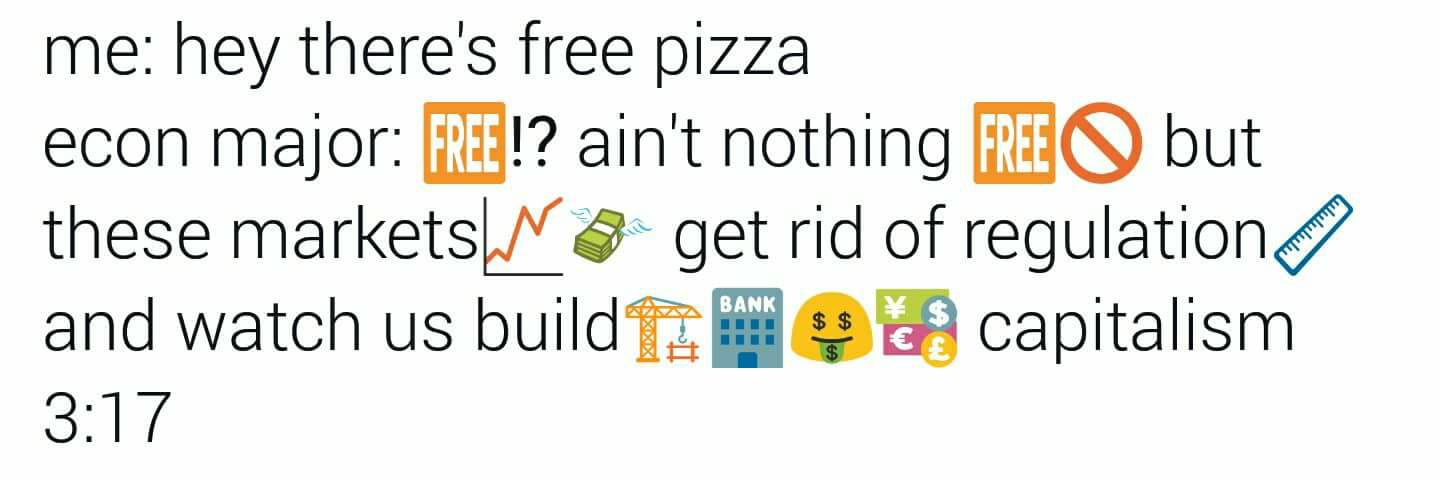 me: hey there's free pizza
econ major: 🆓⁉ ain't nothing 🆓🚫 but
these markets📈💸 get rid of regulation📏
and watch us build🏗🏦🤑💱 capitalism
3:17